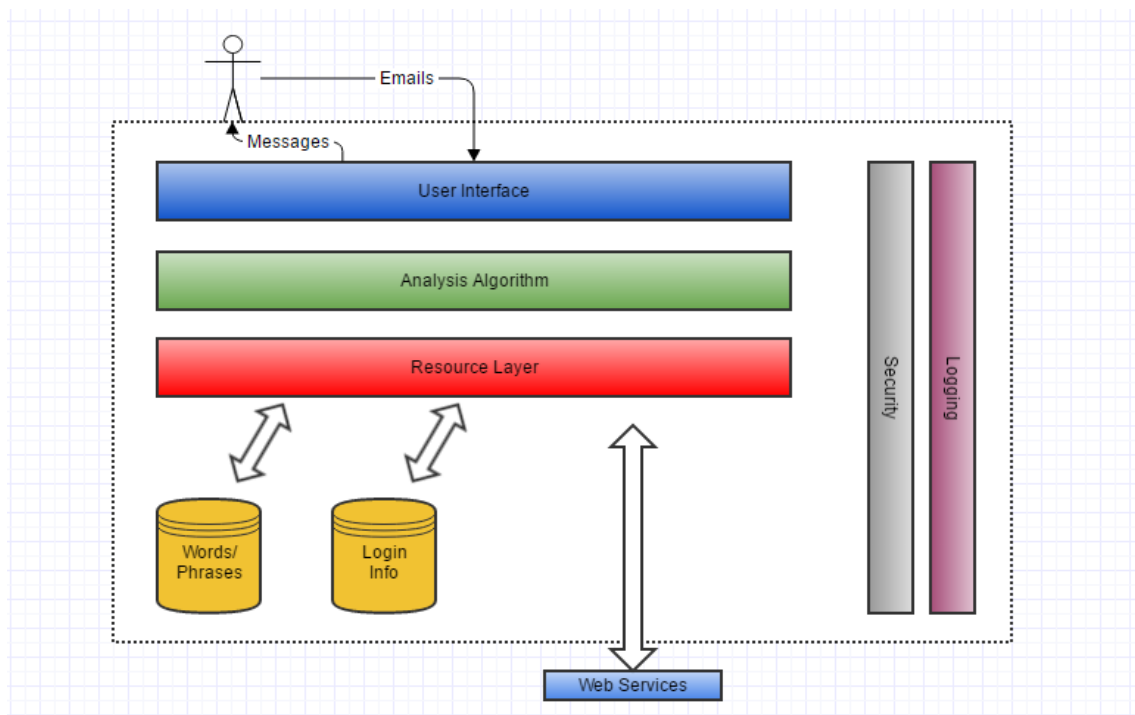 Emails
Messages
User Interface
Analysis Algorithm
Resource Layer
Security
Logging
Words/
Phrases
Login
Info
Web Services